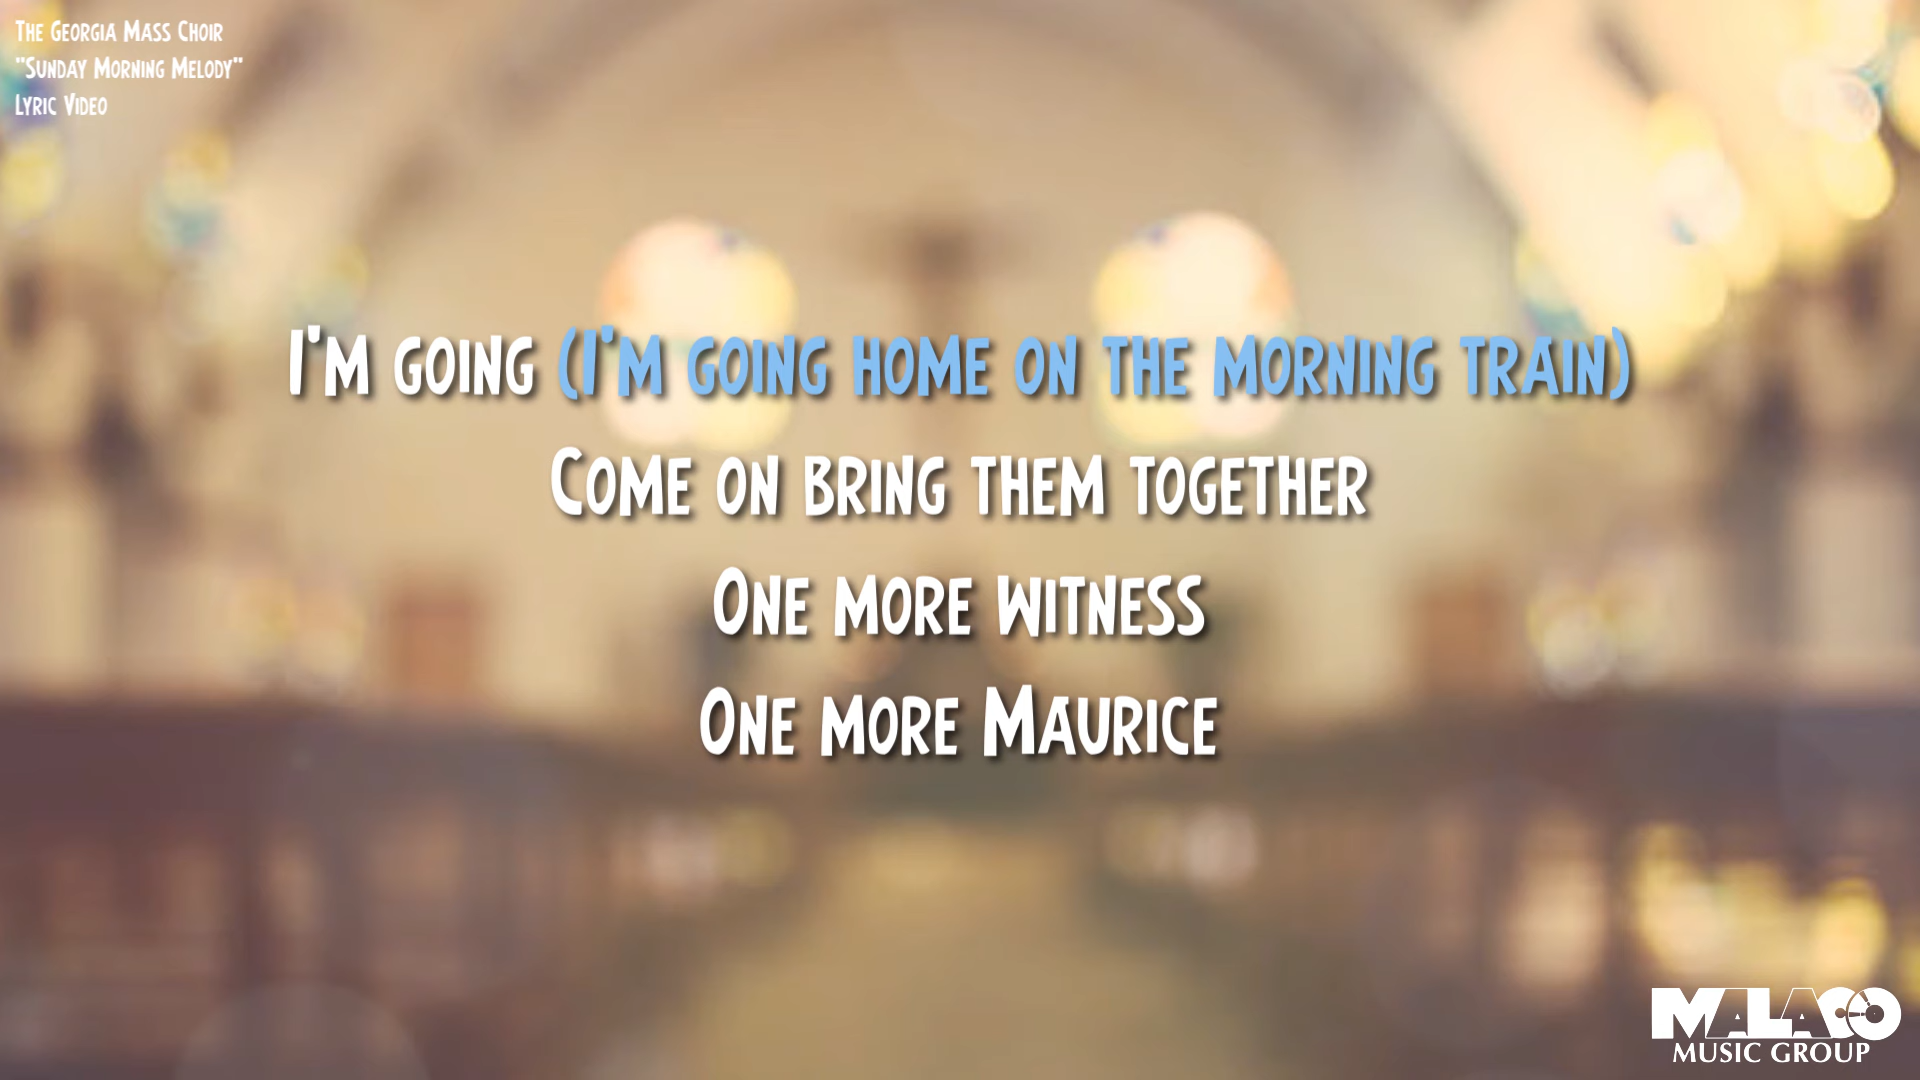 The Georgia Mass Choir
"Sunday Morning Melody"
Lyric Video
I'm going (I'm going home on the morning train)
Come on bring them together
One more witness
One more Maurice
MALACO
MUSIC GROUP